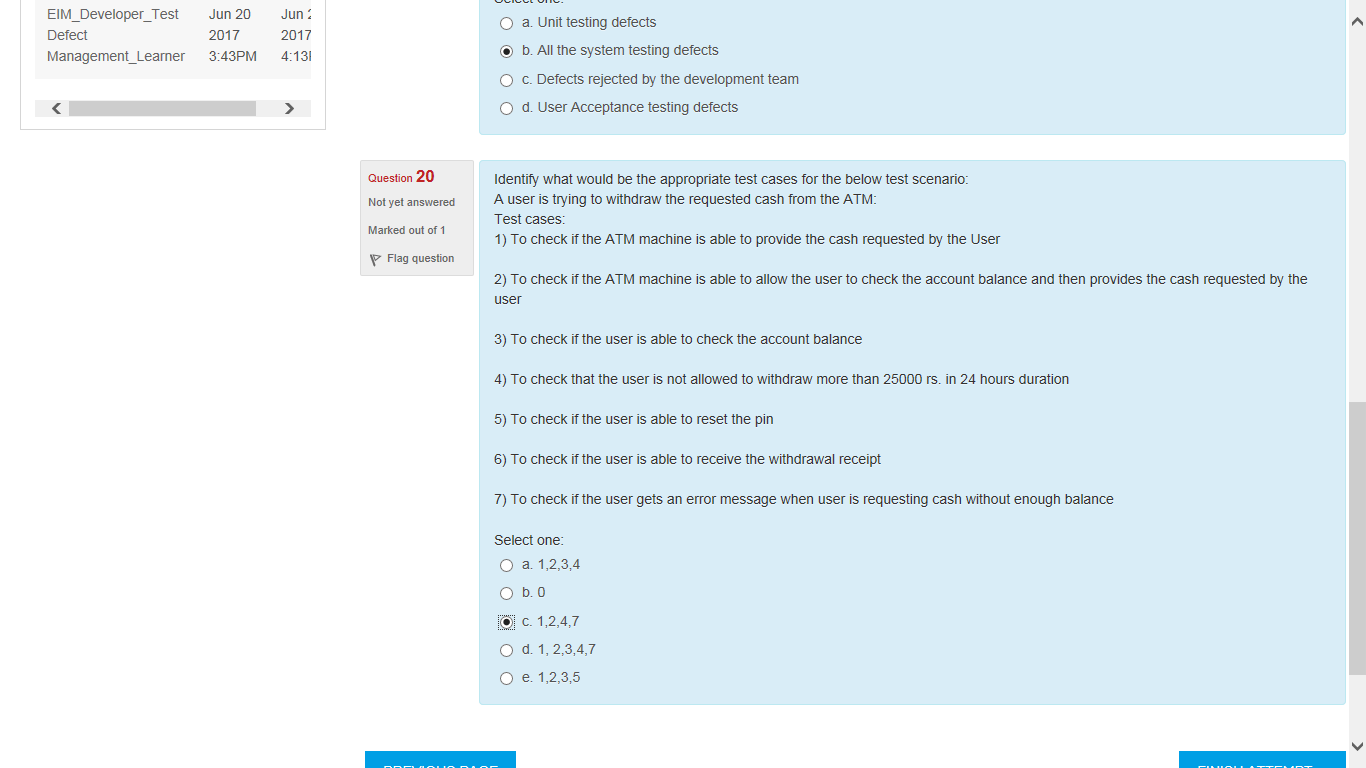 EIM_Developer_Test Jun 20 Jun 2
Defect 2017 2017
Management_Learner 3:43PM
Select one:
a. Unit testing defects
b. All the system testing defects
c. Defects rejected by the development team
d. User Acceptance testing defects
Question 20
Not yet answered
Marked out of 1
Flag question
Identify what would be the appropriate test cases for the below test scenario:
A user is trying to withdraw the requested cash from the ATM:
Test cases:
1) To check if the ATM machine is able to provide the cash requested by the User
2) To check if the ATM machine is able to allow the user to check the account balance and then provides the cash requested by the
user
3) To check if the user is able to check the account balance
4) To check that the user is not allowed to withdraw more than 25000 rs. in 24 hours duration
5) To check if the user is able to reset the pin
6) To check if the user is able to receive the withdrawal receipt
7) To check if the user gets an error message when user is requesting cash without enough balance
Select one:
a. 1,2,3,4
b. 0
c. 1,2,4,7
d. 1, 2,3,4,7
e. 1,2,3,5
PREVIOUS PAGE
FINISH ATTEMPT